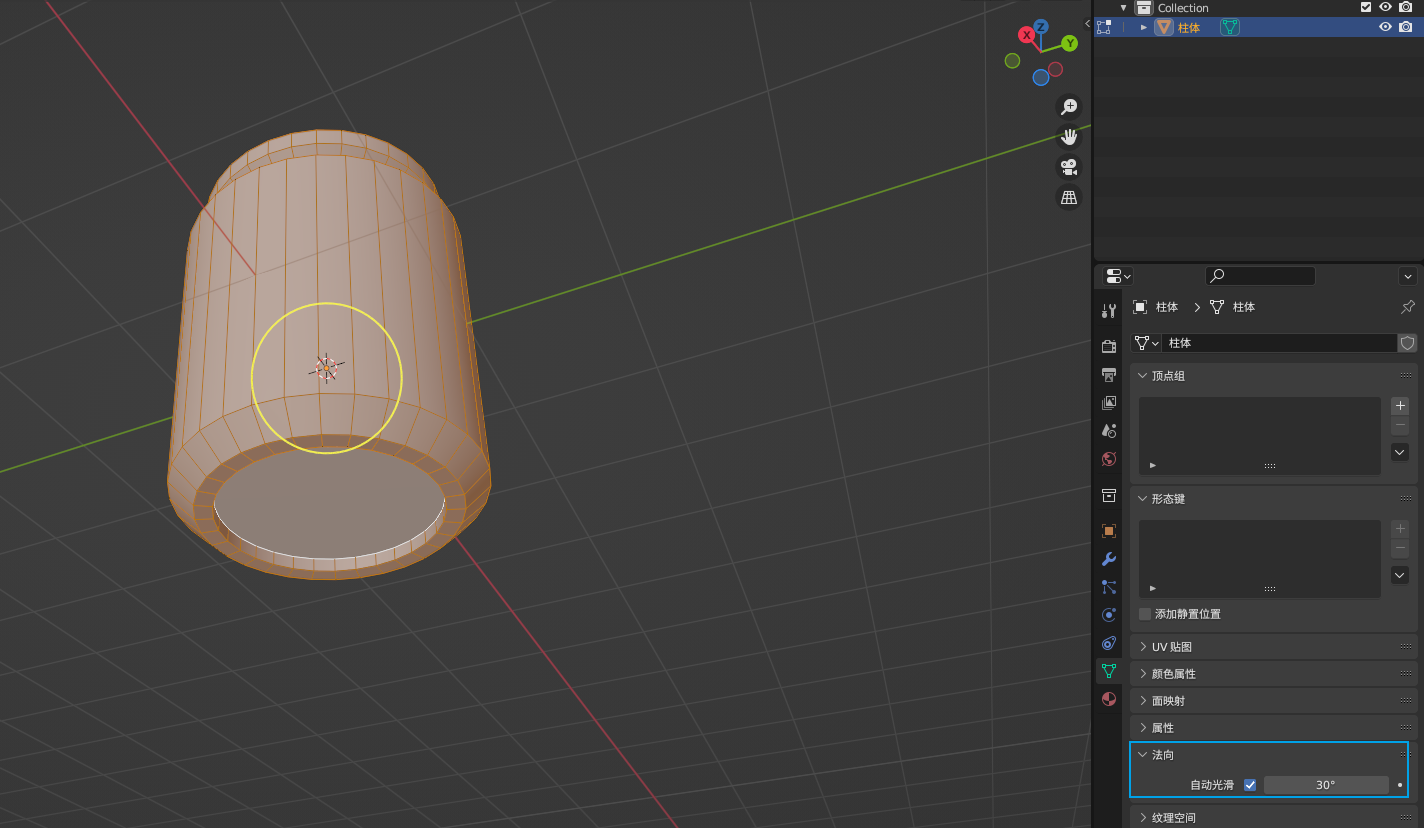 Collection
柱体
X
Y
Z
柱体
柱体
柱体
顶点组
形态键
添加静置位置
UV 贴图
颜色属性
面映射
属性
法向
自动光滑
30°
纹理空间